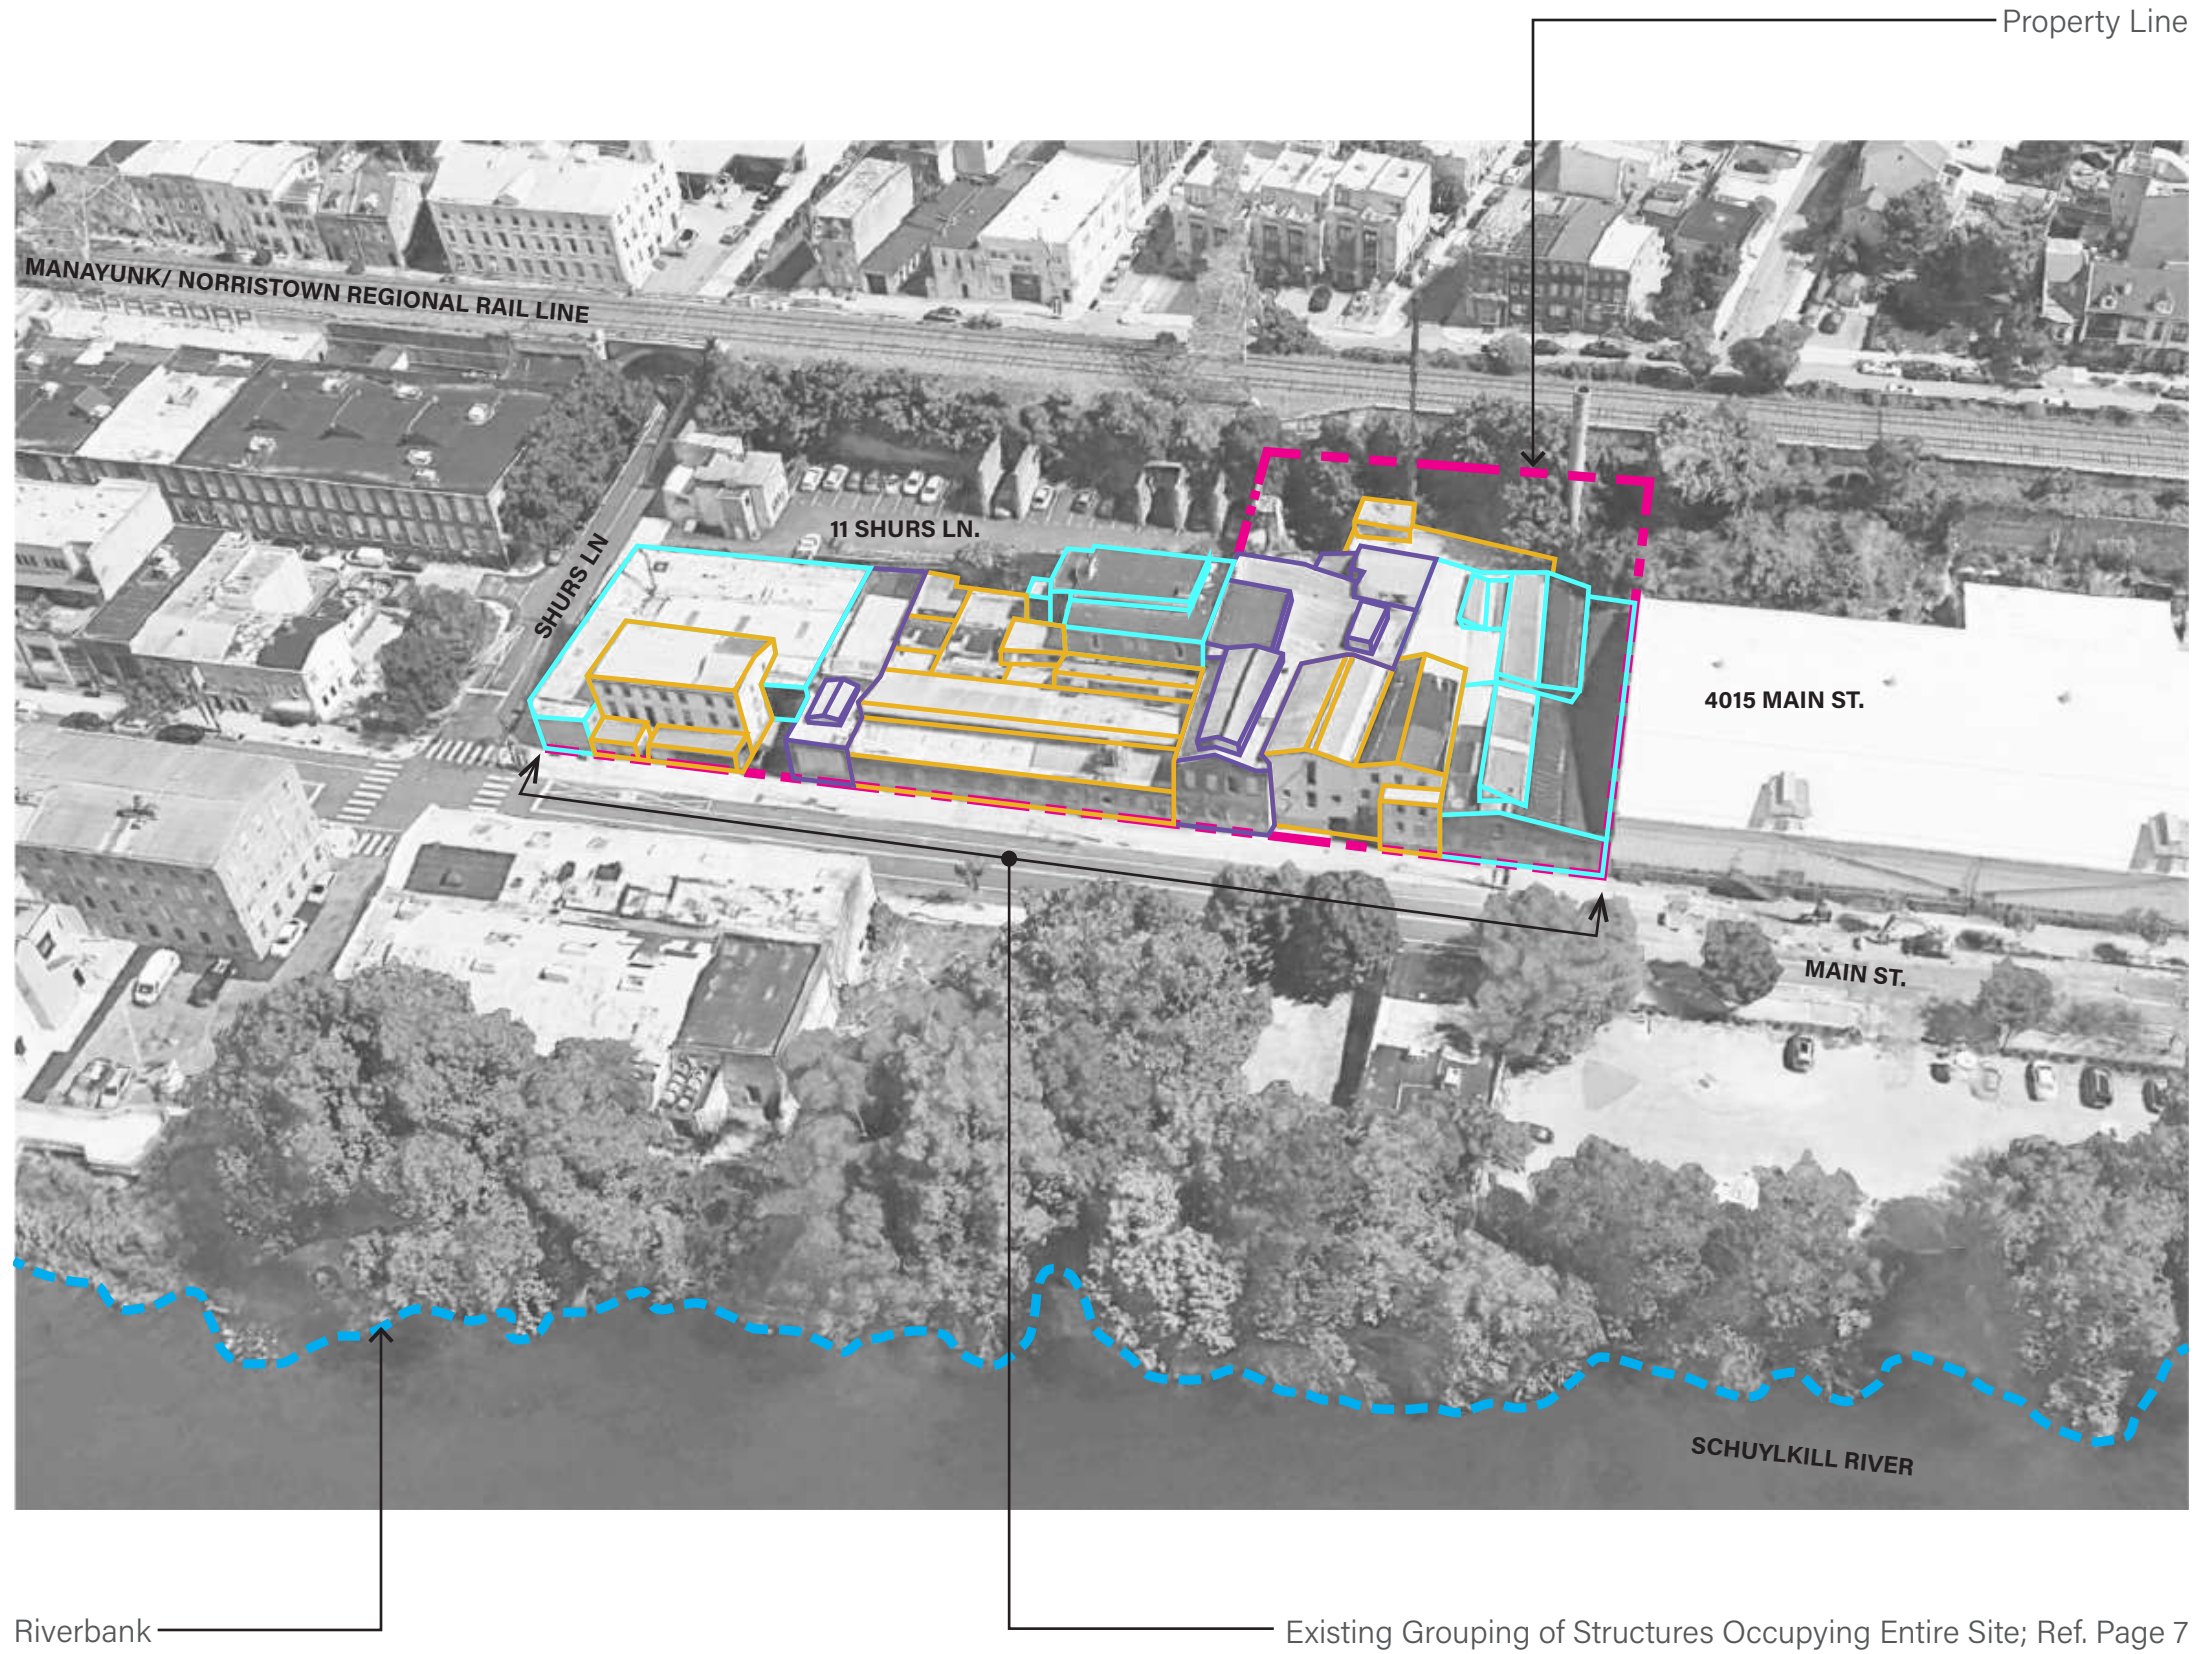 Property Line
MANAYUNK/ NORRISTOWN REGIONAL RAIL LINE
11 SHURS LN.
SHURS LN
4015 MAIN ST.
MAIN ST.
SCHUYLKILL RIVER
Riverbank
Existing Grouping of Structures Occupying Entire Site; Ref. Page 7